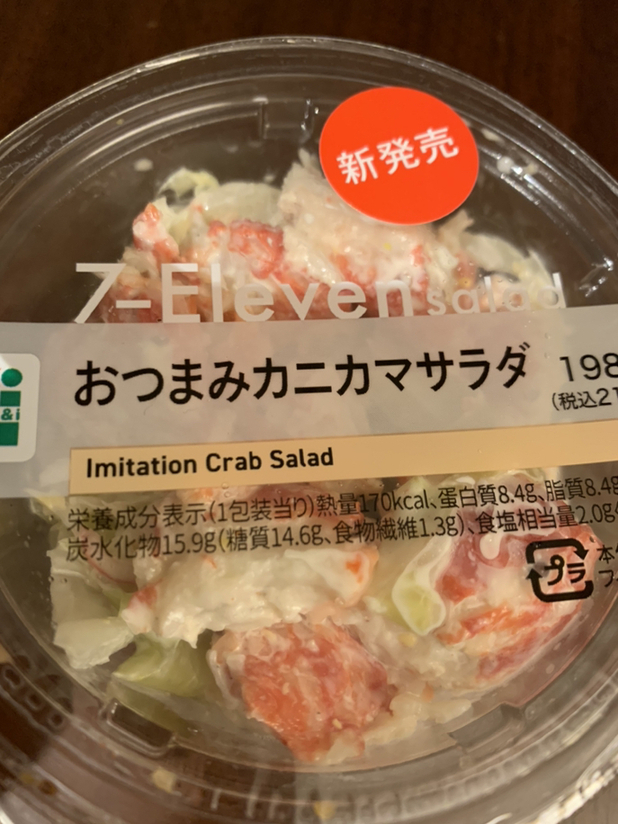 新発売
7-Eleven salad
おつまみカニカマサラダ
198
(税込21
&i
Imitation Crab Salad
栄養成分表示(1包装当り)熱量170kcal、蛋白質8.4g、脂質8.4g
炭水化物15.9g(糖質14.6g、食物繊維1.3g)、食塩相当量2.0g
プラ
本
フ